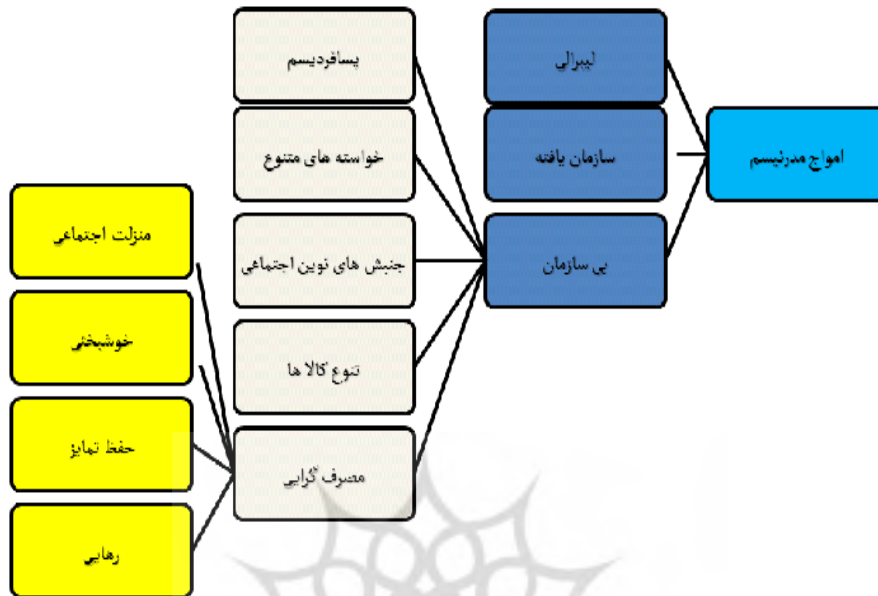 امواج مدرنیسم
لیبرالی
سازمان یافته
بی سازمان
پسافردیسم
خواسته های متنوع
جنبش های نوین اجتماعی
تنوع کالا ها
مصرف گرایی
منزلت اجتماعی
خوشبختی
حفظ تمایز
رهایی